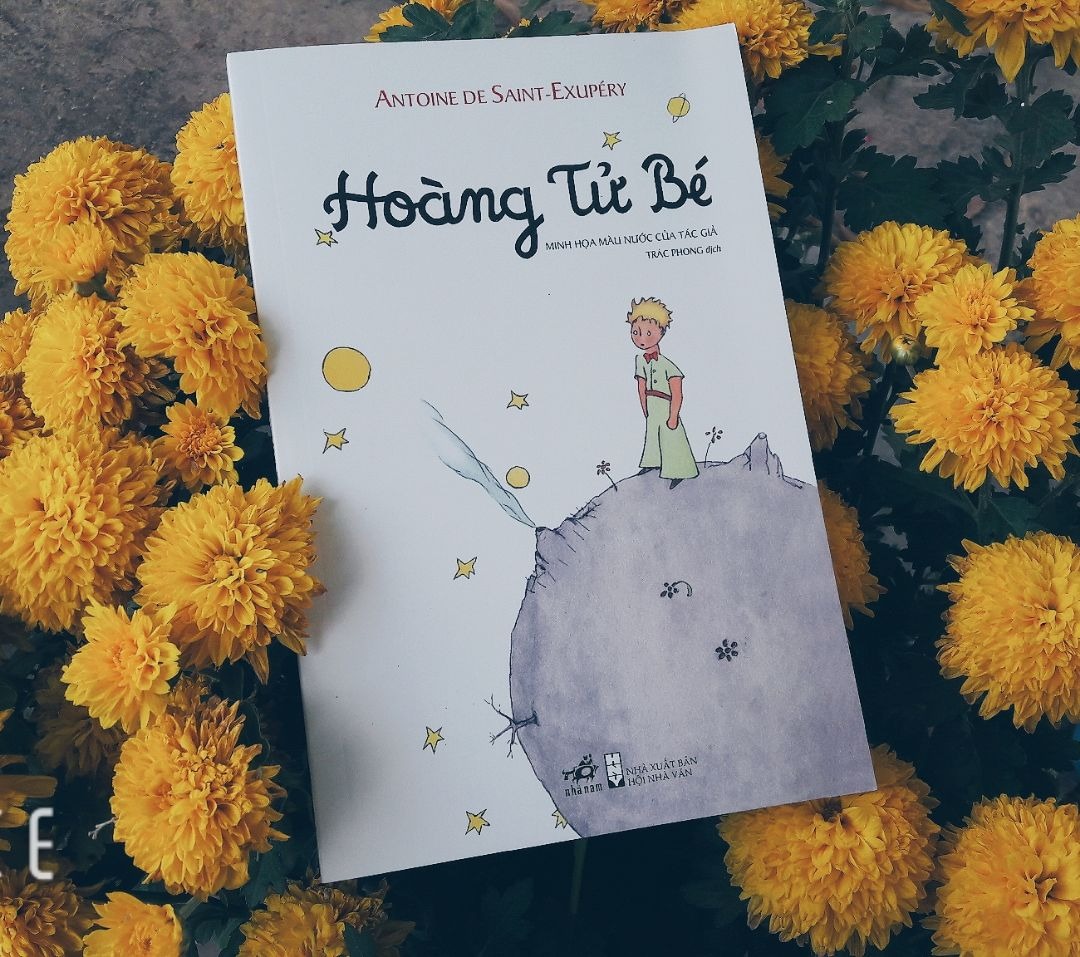 ANTOINE DE SAINT-EXUPÉRY
Hoàng Tử Bé
MINH HỌA MÀU NƯỚC CỦA TÁC GIẢ
TRÁC PHONG dịch
nhã nam
NHÀ XUẤT BẢN
HỘI NHÀ VĂN
E